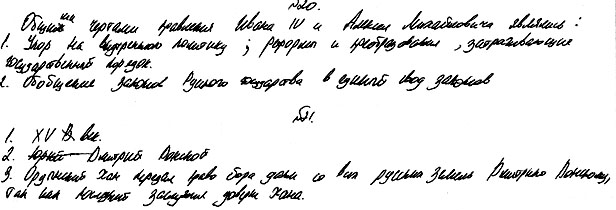 №20.
Общими чертами правления Ивана IV и Алексея Михайловича являлись:
1. Упор на внутреннюю политику; реформы и преобразования, затрагивающие
государственный порядок.
2. Обобщение законов Русского государства в единый свод законов
№21.
1. XV век.
2. Дмитрий Донской
3. Ордынский Хан передал право сбора дани со всех русских земель Дмитрию Донскому,
так как заслужил доверие Хана.